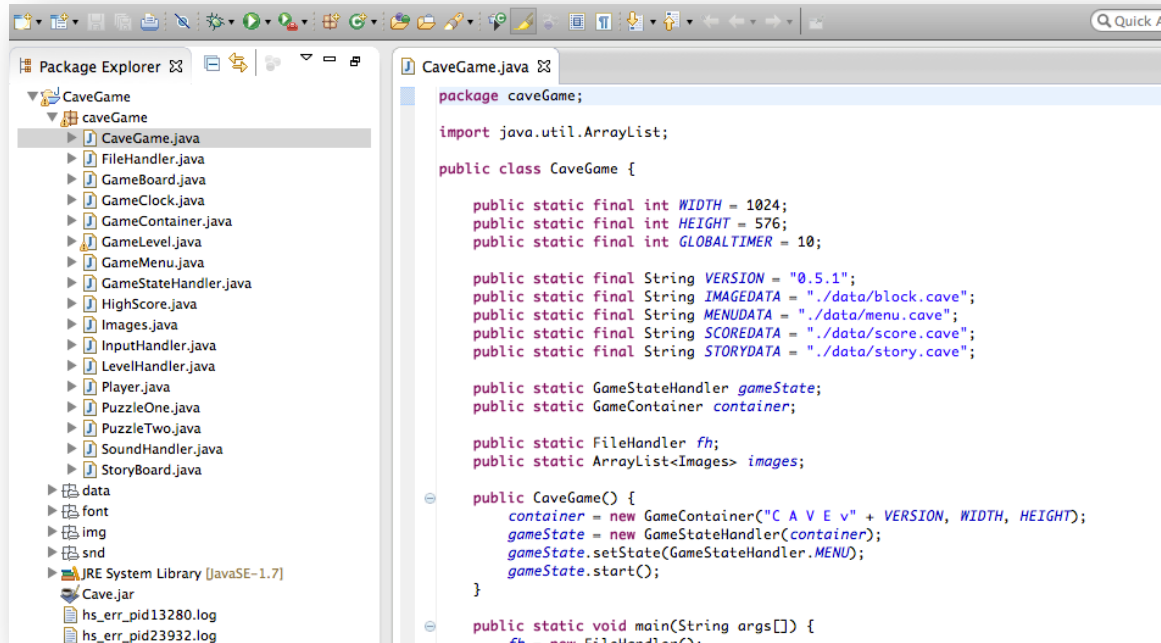 Quick A
Package Explorer
CaveGame
caveGame
CaveGame.java
FileHandler.java
GameBoard.java
GameClock.java
GameContainer.java
GameLevel.java
GameMenu.java
GameStateHandler.java
HighScore.java
Images.java
InputHandler.java
LevelHandler.java
Player.java
PuzzleOne.java
PuzzleTwo.java
SoundHandler.java
StoryBoard.java
data
font
img
snd
JRE System Library [JavaSE-1.7]
Cave.jar
hs_err_pid13280.log
hs_err_pid23932.log
CaveGame.java
package caveGame;
import java.util.ArrayList;
public class CaveGame {
public static final int WIDTH = 1024;
public static final int HEIGHT = 576;
public static final int GLOBALTIMER = 10;
public static final String VERSION = "0.5.1";
public static final String IMAGEDATA = "./data/block.cave";
public static final String MENUDATA = "./data/menu.cave";
public static final String SCOREDATA = "./data/score.cave";
public static final String STORYDATA = "./data/story.cave";
public static GameStateHandler gameState;
public static GameContainer container;
public static FileHandler fh;
public static ArrayList<Images> images;
public CaveGame() {
container = new GameContainer("C A V E v" + VERSION, WIDTH, HEIGHT);
gameState = new GameStateHandler(container);
gameState.setState(GameStateHandler.MENU);
gameState.start();
}
public static void main(String args[]) {
fh = new FileHandler();